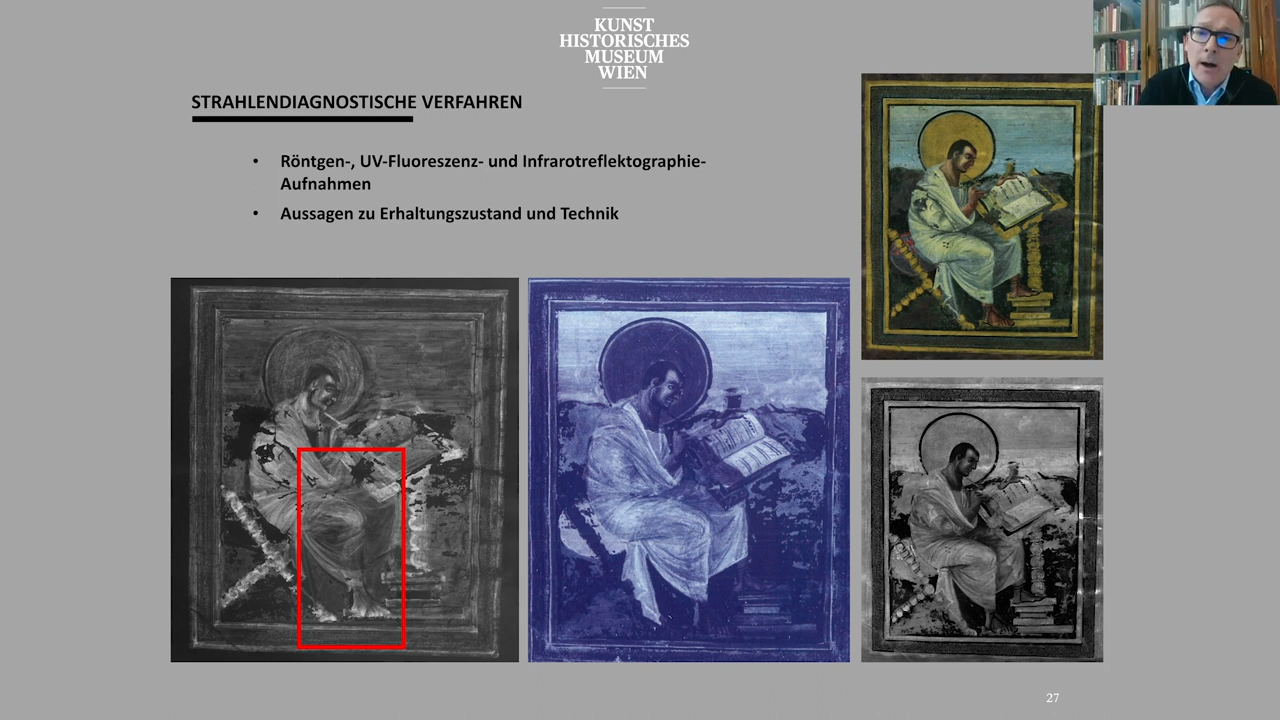 KUNST
HISTORISCHES
MUSEUM
WIEN
STRAHLENDIAGNOSTISCHE VERFAHREN
• Röntgen-, UV-Fluoreszenz- und Infrarotreflektographie-
Aufnahmen
• Aussagen zu Erhaltungszustand und Technik
27